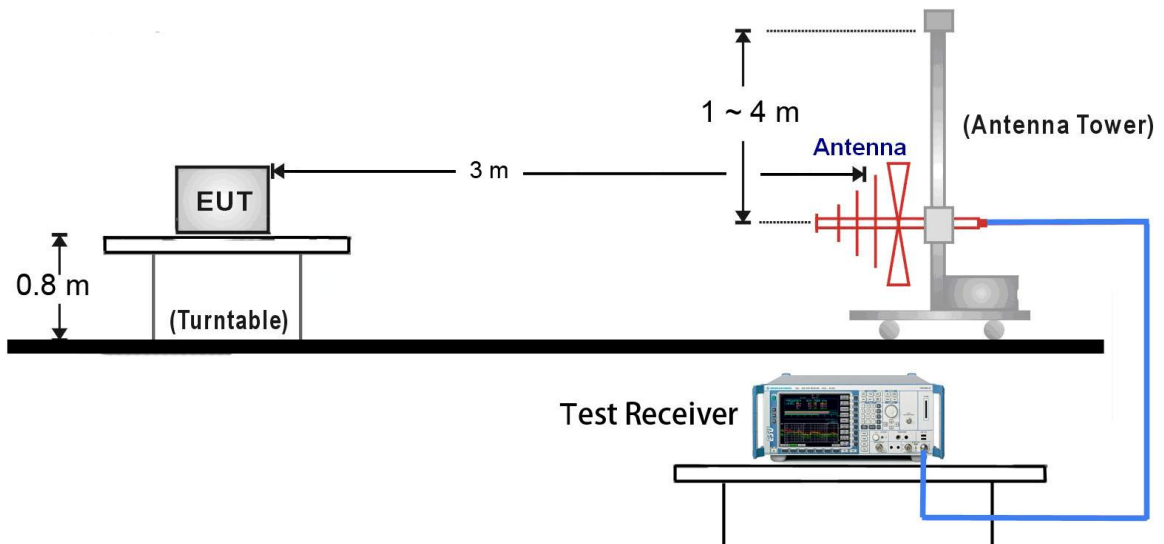 1 ~ 4 m
(Antenna Tower)
Antenna
3 m
EUT
0.8 m
(Turntable)
Test Receiver